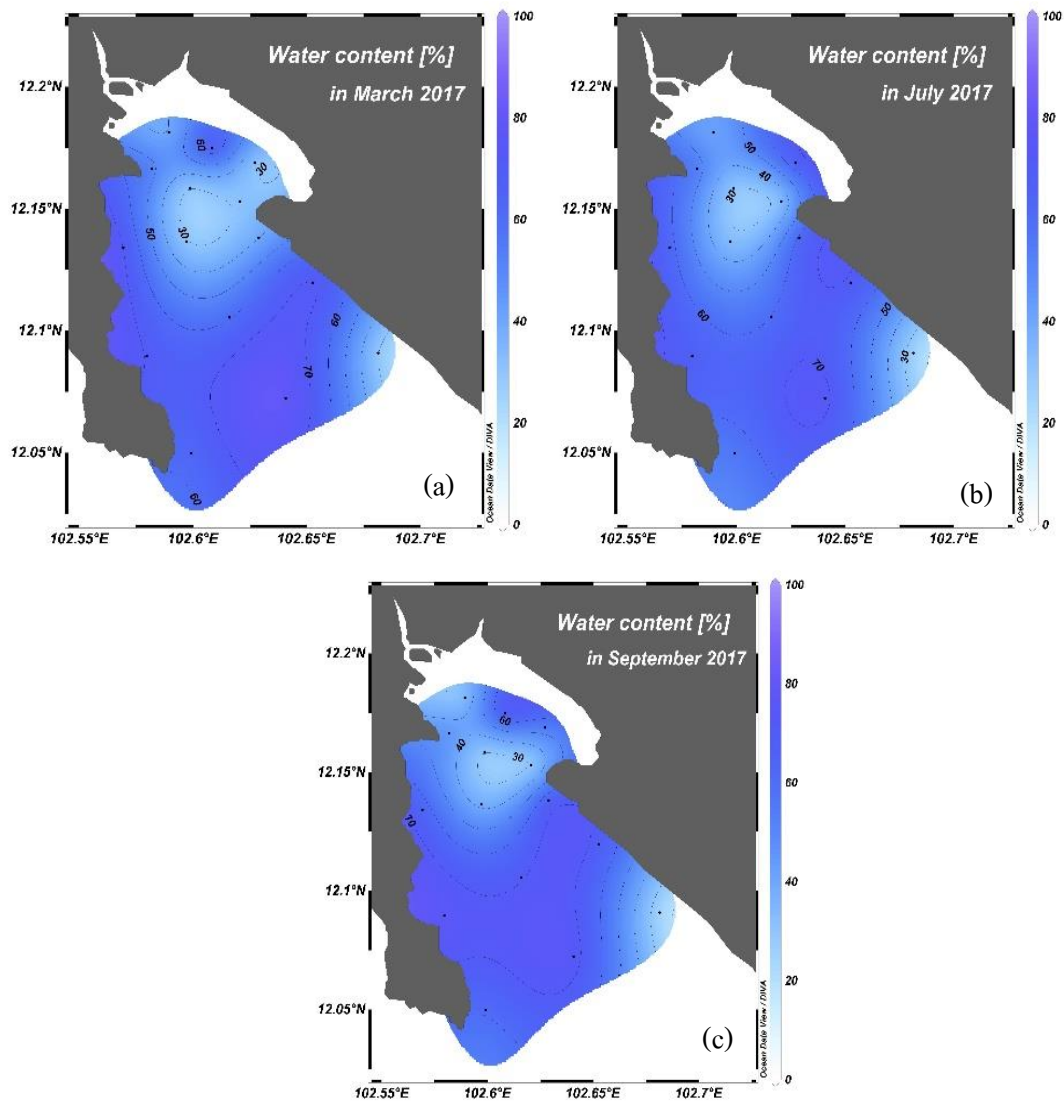 Water content [%]
in March 2017
12.2°N
12.15°N
12.1°N
12.05°N
102.55°E 102.6°E 102.65°E 102.7°E
100
80
60
40
20
0
60
30
50
30
60
70
60
Ocean Data View / DIVA
(a)
Water content [%]
in July 2017
12.2°N
12.15°N
12.1°N
12.05°N
102.55°E 102.6°E 102.65°E 102.7°E
100
80
60
40
20
0
50
40
30
60
50
30
70
Ocean Data View / DIVA
(b)
Water content [%]
in September 2017
12.2°N
12.15°N
12.1°N
12.05°N
102.55°E 102.6°E 102.65°E 102.7°E
100
80
60
40
20
0
60
40
30
70
Ocean Data View / DIVA
(c)